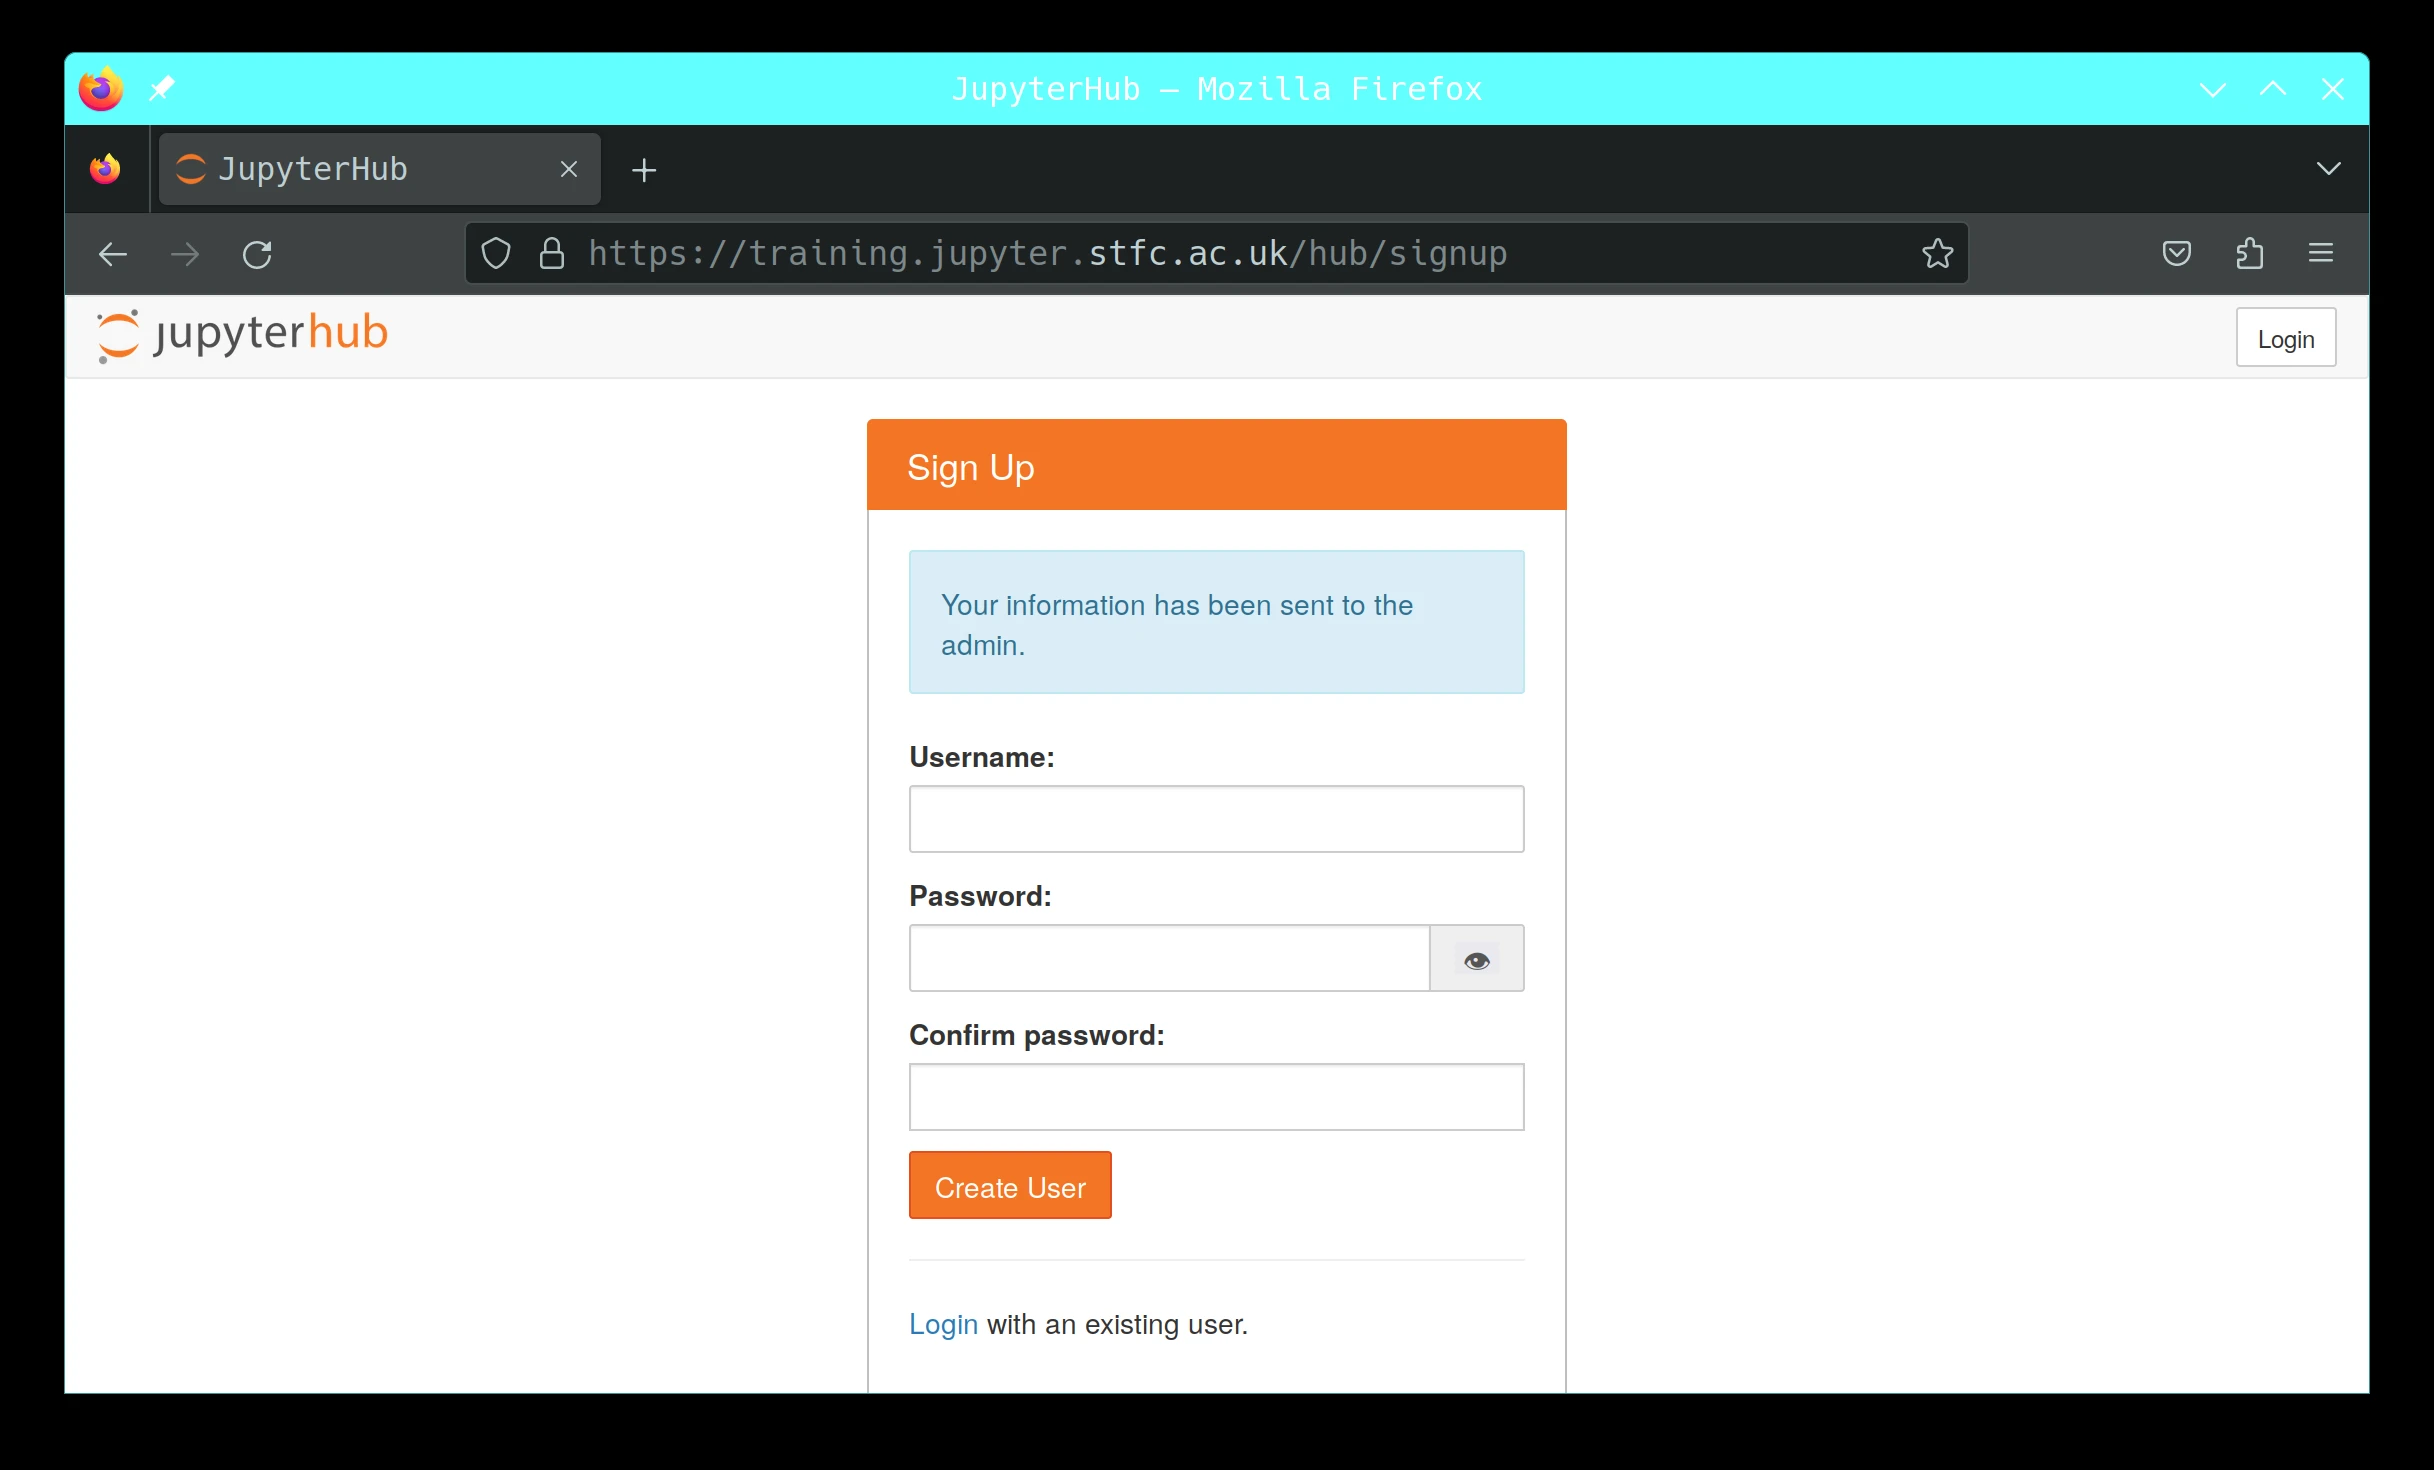 JupyterHub — Mozilla Firefox
JupyterHub
https://training.jupyter.stfc.ac.uk/hub/signup
jupyterhub
Login
Sign Up
Your information has been sent to the
admin.
Username:
Password:
Confirm password:
Create User
Login with an existing user.